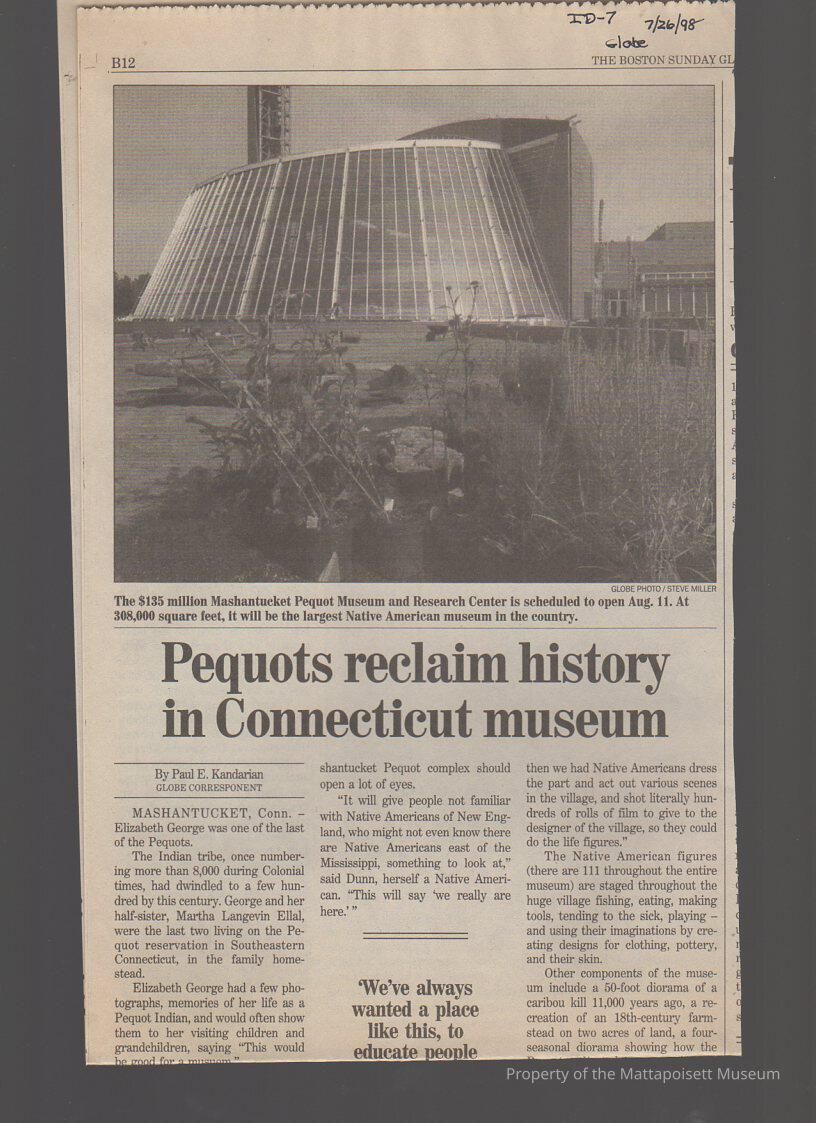 ID-7 7/26/98
Globe
B12
THE BOSTON SUNDAY GL
GLOBE PHOTO / STEVE MILLER
The $135 million Mashantucket Pequot Museum and Research Center is scheduled to open Aug. 11. At
308,000 square feet, it will be the largest Native American museum in the country.
Pequots reclaim history
in Connecticut museum
By Paul E. Kandarian
GLOBE CORRESPONENT
MASHANTUCKET, Conn. –
Elizabeth George was one of the last
of the Pequots.
The Indian tribe, once number-
ing more than 8,000 during Colonial
times, had dwindled to a few hun-
dred by this century. George and her
half-sister, Martha Langevin Ellal,
were the last two living on the Pe-
quot reservation in Southeastern
Connecticut, in the family home-
stead.
Elizabeth George had a few pho-
tographs, memories of her life as a
Pequot Indian, and would often show
them to her visiting children and
grandchildren, saying "This would
be good for a museum."
shantucket Pequot complex should
open a lot of eyes.
"It will give people not familiar
with Native Americans of New Eng-
land, who might not even know there
are Native Americans east of the
Mississippi, something to look at,"
said Dunn, herself a Native Ameri-
can. "This will say 'we really are
here.' "
'We've always
wanted a place
like this, to
educate people
then we had Native Americans dress
the part and act out various scenes
in the village, and shot literally hun-
dreds of rolls of film to give to the
designer of the village, so they could
do the life figures."
The Native American figures
(there are 111 throughout the entire
museum) are staged throughout the
huge village fishing, eating, making
tools, tending to the sick, playing –
and using their imaginations by cre-
ating designs for clothing, pottery,
and their skin.
Other components of the muse-
um include a 50-foot diorama of a
caribou kill 11,000 years ago, a re-
creation of an 18th-century farm-
stead on two acres of land, a four-
seasonal diorama showing how the
Property of the Mattapoisett Museum